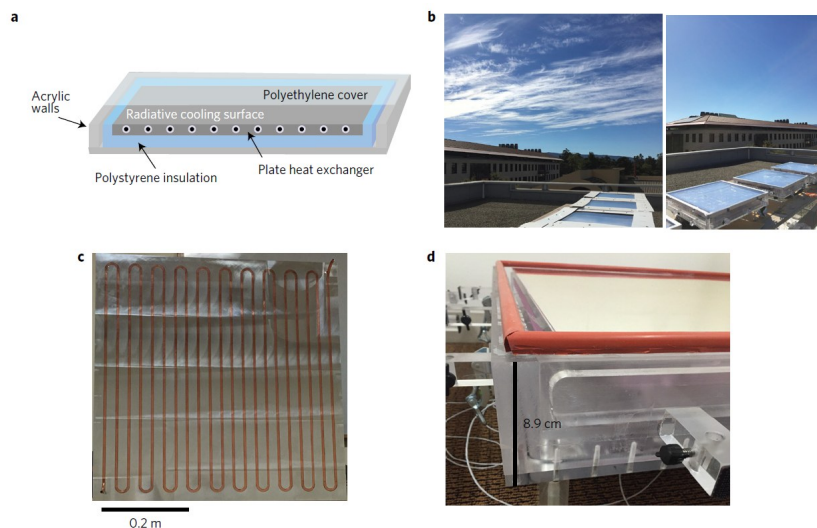 a
Acrylic
walls
Polyethylene cover
Radiative cooling surface
Plate heat exchanger
Polystyrene insulation
b
c
0.2 m
d
8.9 cm